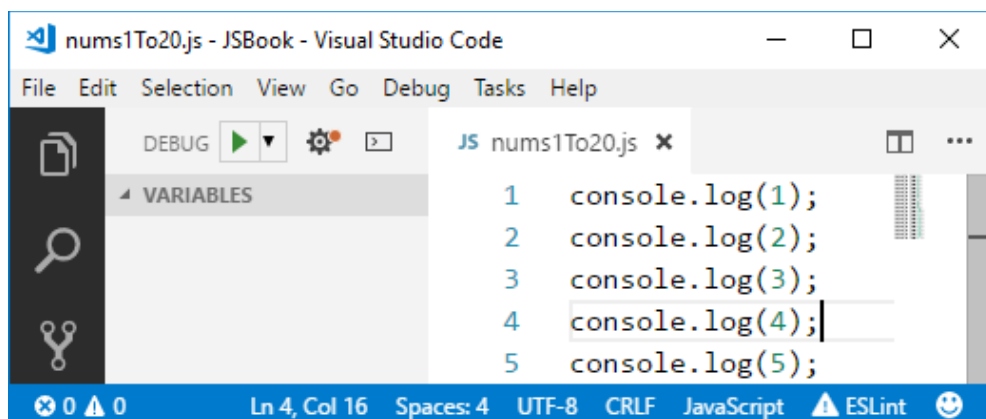 nums1To20.js - JSBook - Visual Studio Code
File Edit Selection View Go Debug Tasks Help
DEBUG
JS nums1To20.js
VARIABLES
1 console.log(1);
2 console.log(2);
3 console.log(3);
4 console.log(4);
5 console.log(5);
0 0 Ln 4, Col 16 Spaces: 4 UTF-8 CRLF JavaScript ESLint